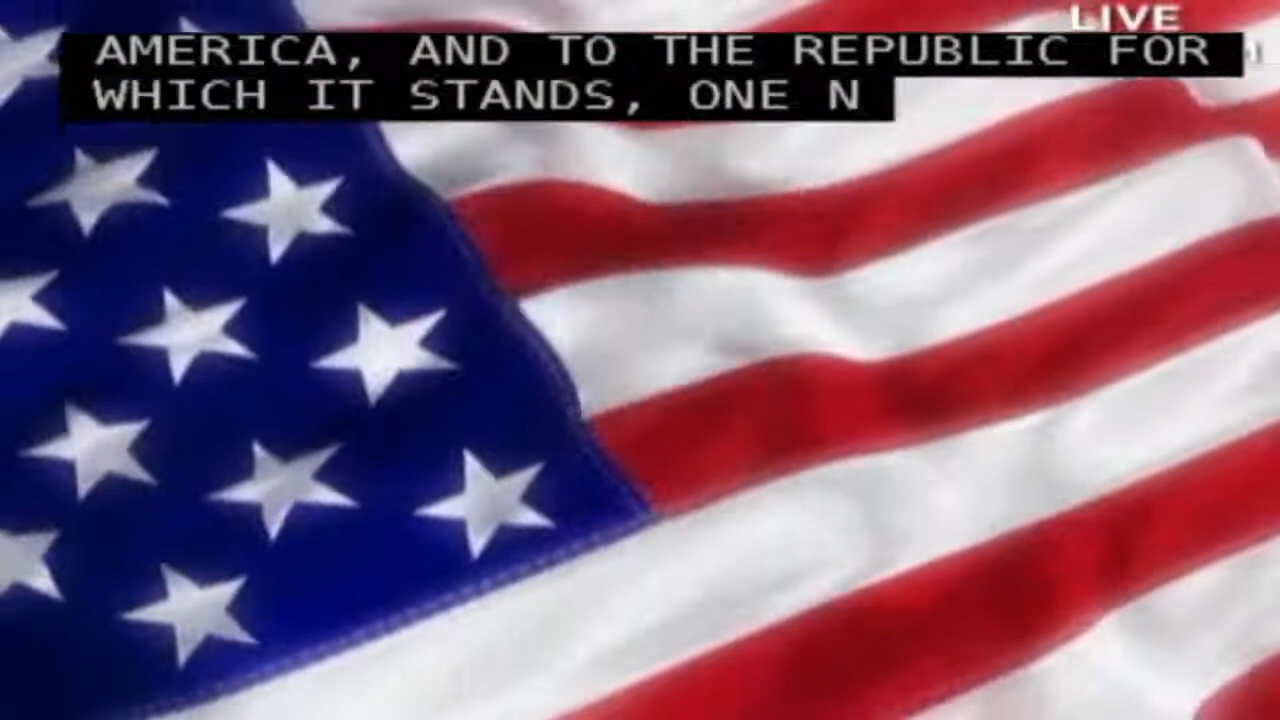 LIVE
AMERICA, AND TO THE REPUBLIC FOR
WHICH IT STANDS, ONE N